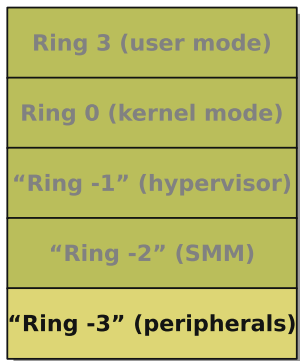 Ring 3 (user mode)
Ring 0 (kernel mode)
“Ring -1” (hypervisor)
“Ring -2” (SMM)
“Ring -3” (peripherals)